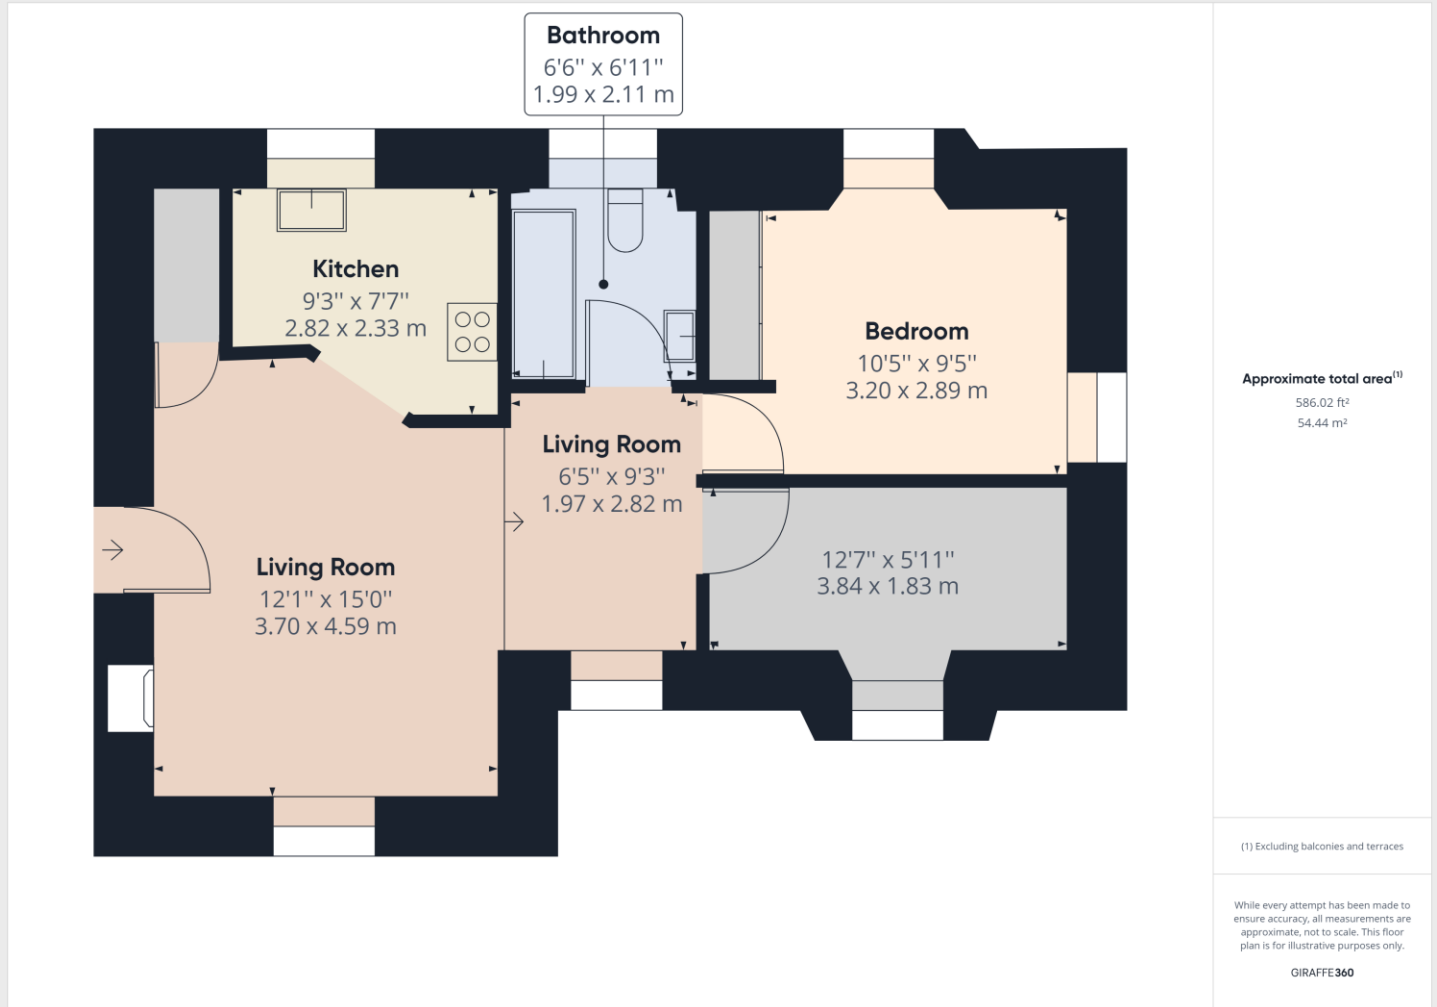 Bathroom
6'6'' x 6'11''
1.99 x 2.11 m
Kitchen
9'3'' x 7'7''
2.82 x 2.33 m
Bedroom
10'5'' x 9'5''
3.20 x 2.89 m
Living Room
6'5'' x 9'3''
1.97 x 2.82 m
Living Room
12'1'' x 15'0''
3.70 x 4.59 m
12'7'' x 5'11''
3.84 x 1.83 m
Approximate total area(1)
586.02 ft²
54.44 m²
(1) Excluding balconies and terraces
While every attempt has been made to
ensure accuracy, all measurements are
approximate, not to scale. This floor
plan is for illustrative purposes only.
GIRAFFE360